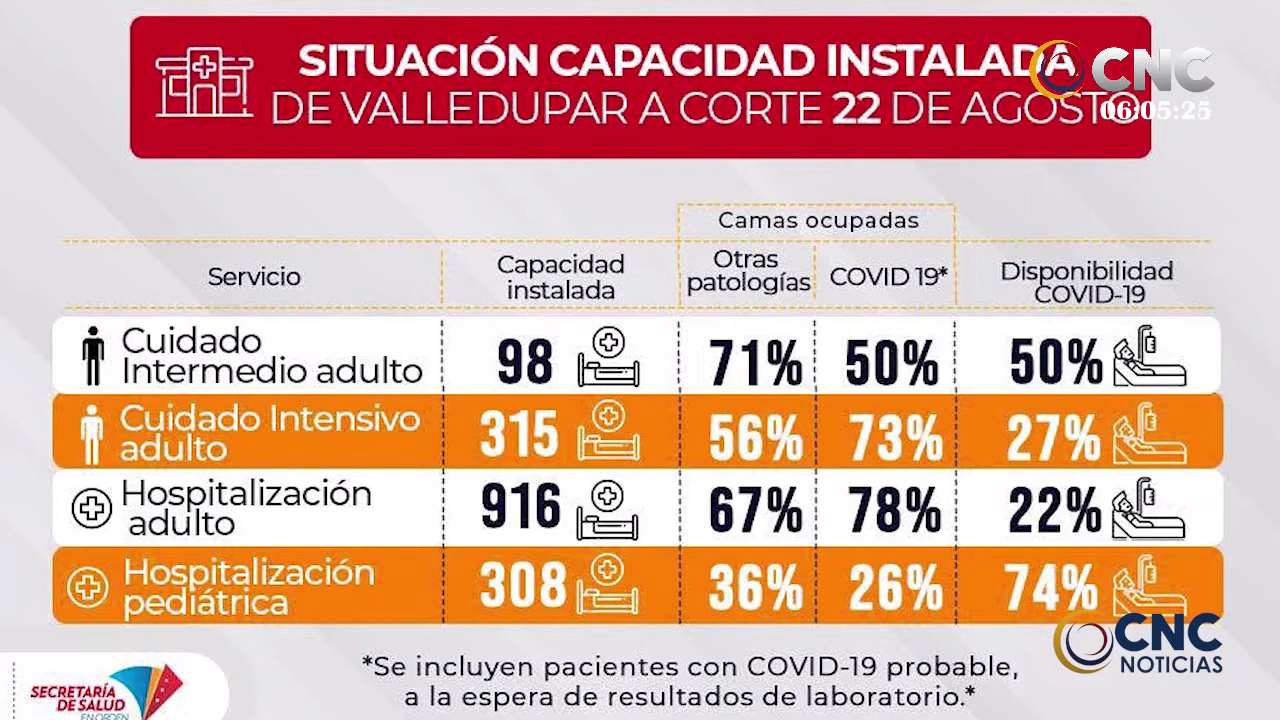 SITUACIÓN CAPACIDAD INSTALADA
DE VALLEDUPAR A CORTE 22 DE AGOSTO
CNC
06:05:25
Camas ocupadas
Servicio
Capacidad
instalada
Otras
patologías
COVID 19*
Disponibilidad
COVID-19
Cuidado
Intermedio adulto
98
71%
50%
50%
Cuidado Intensivo
adulto
315
56%
73%
27%
Hospitalización
adulto
916
67%
78%
22%
Hospitalización
pediátrica
308
36%
26%
74%
*Se incluyen pacientes con COVID-19 probable,
a la espera de resultados de laboratorio.*
SECRETARÍA
DE SALUD
EN ORDEN
CNC
NOTICIAS